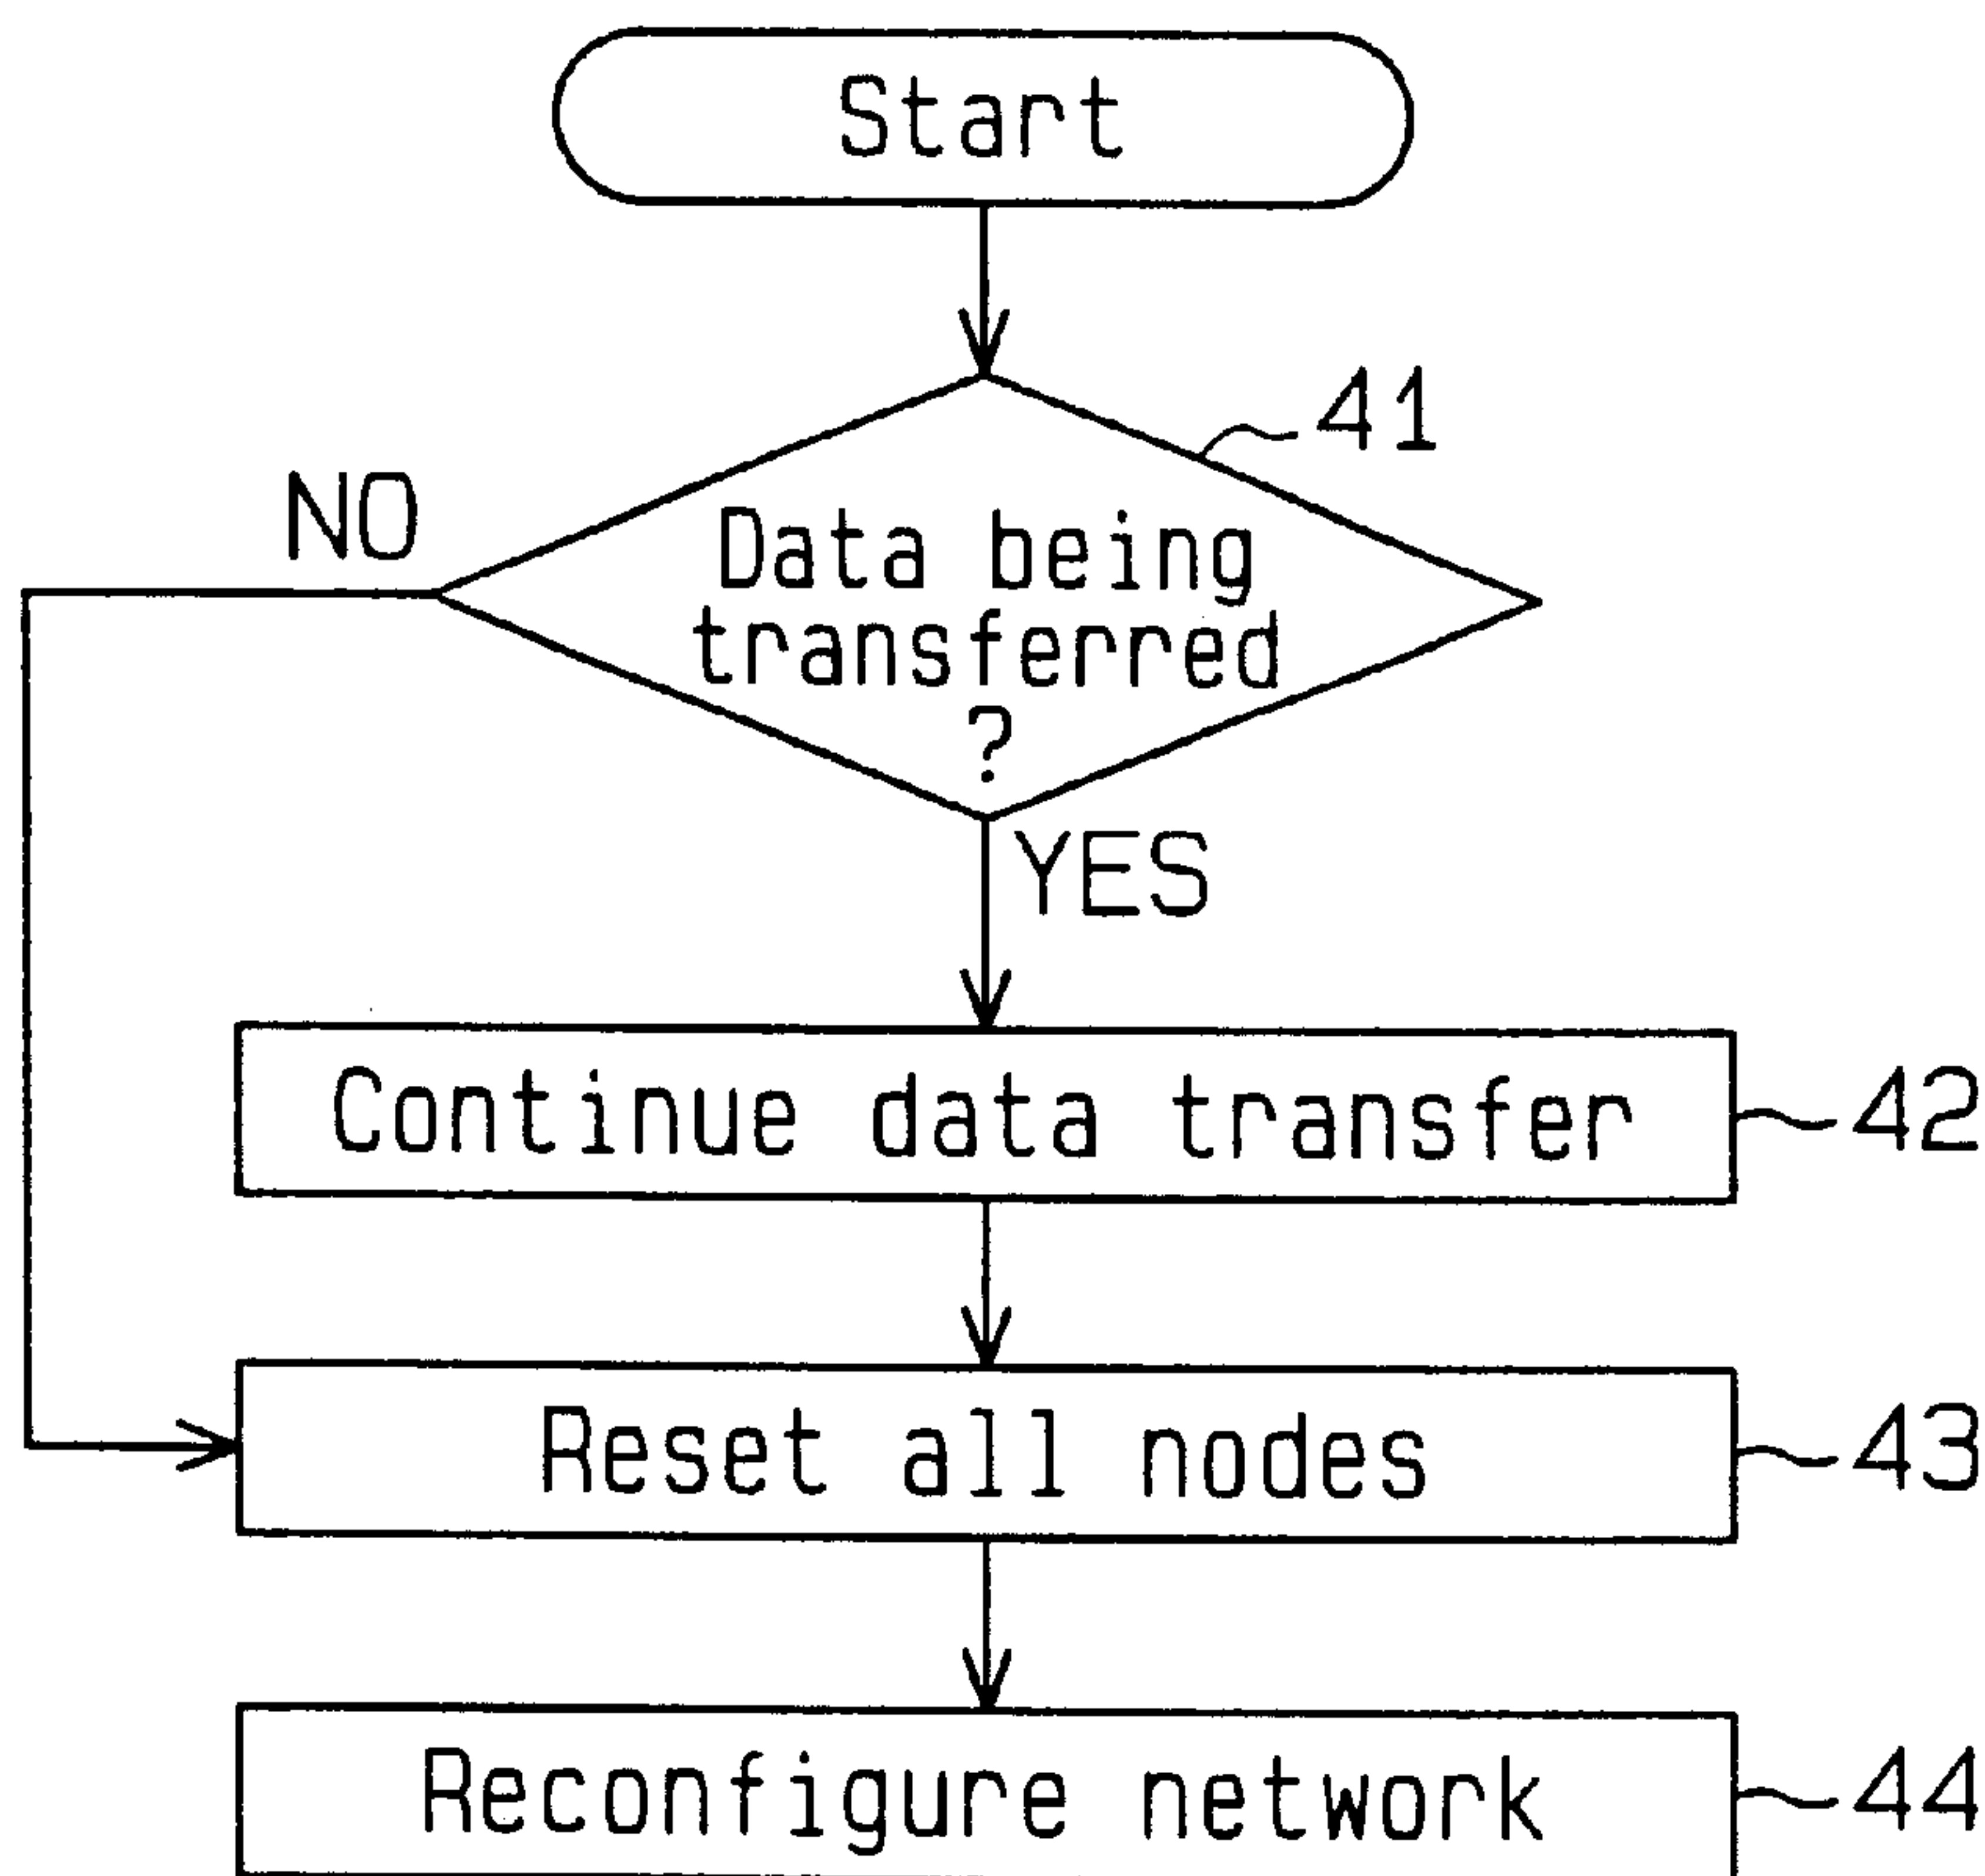 Start
41
NO
Data being
transferred
?
YES
Continue data transfer
42
Reset all nodes
43
Reconfigure network
44